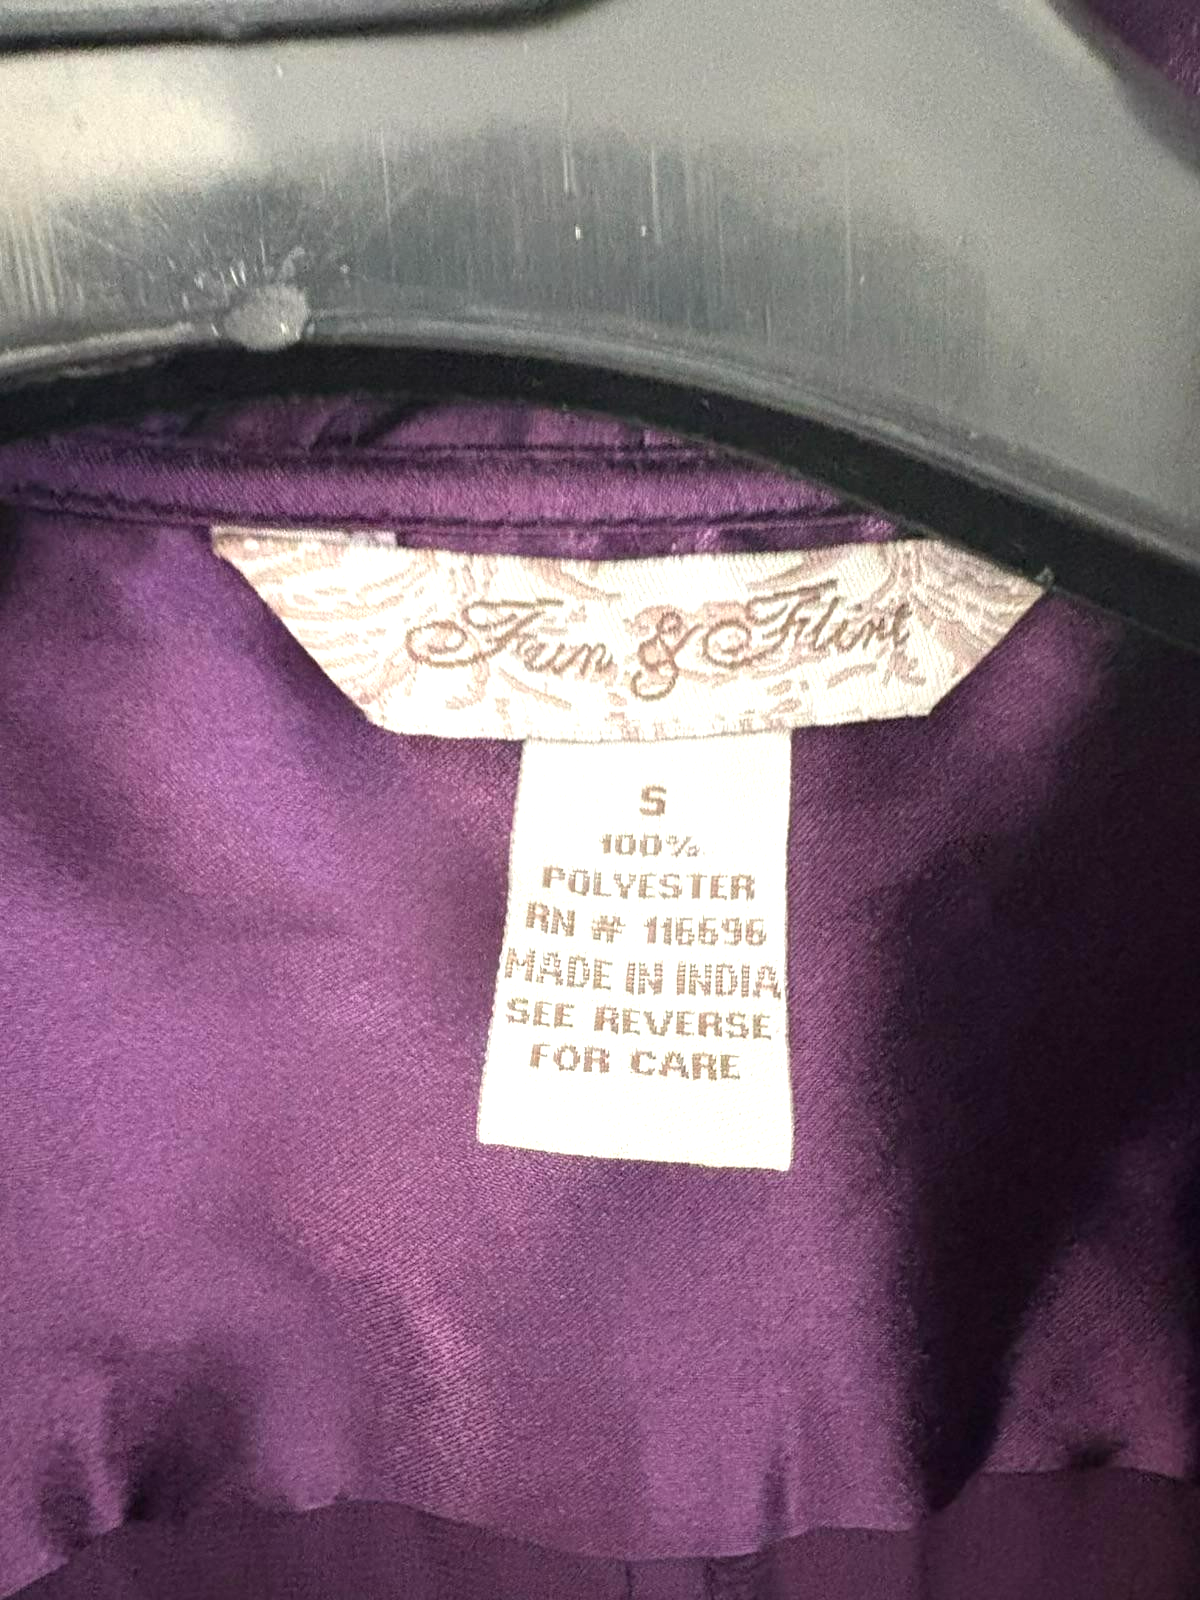 Fun & Flirt
S
100%
POLYESTER
RN # 116696
MADE IN INDIA
SEE REVERSE
FOR CARE